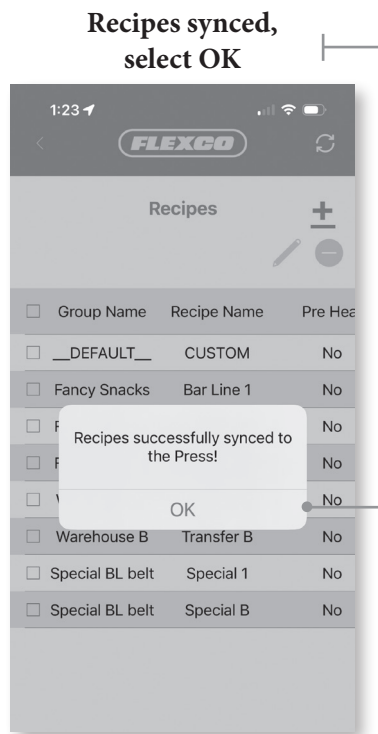 Recipes synced,
select OK
1:23
FLEXCO
Recipes
Group Name Recipe Name Pre Hea
__DEFAULT__ CUSTOM No
Fancy Snacks Bar Line 1 No
No
Recipes successfully synced to
the Press!
No
No
OK
Warehouse B Transfer B No
Special BL belt Special 1 No
Special BL belt Special B No